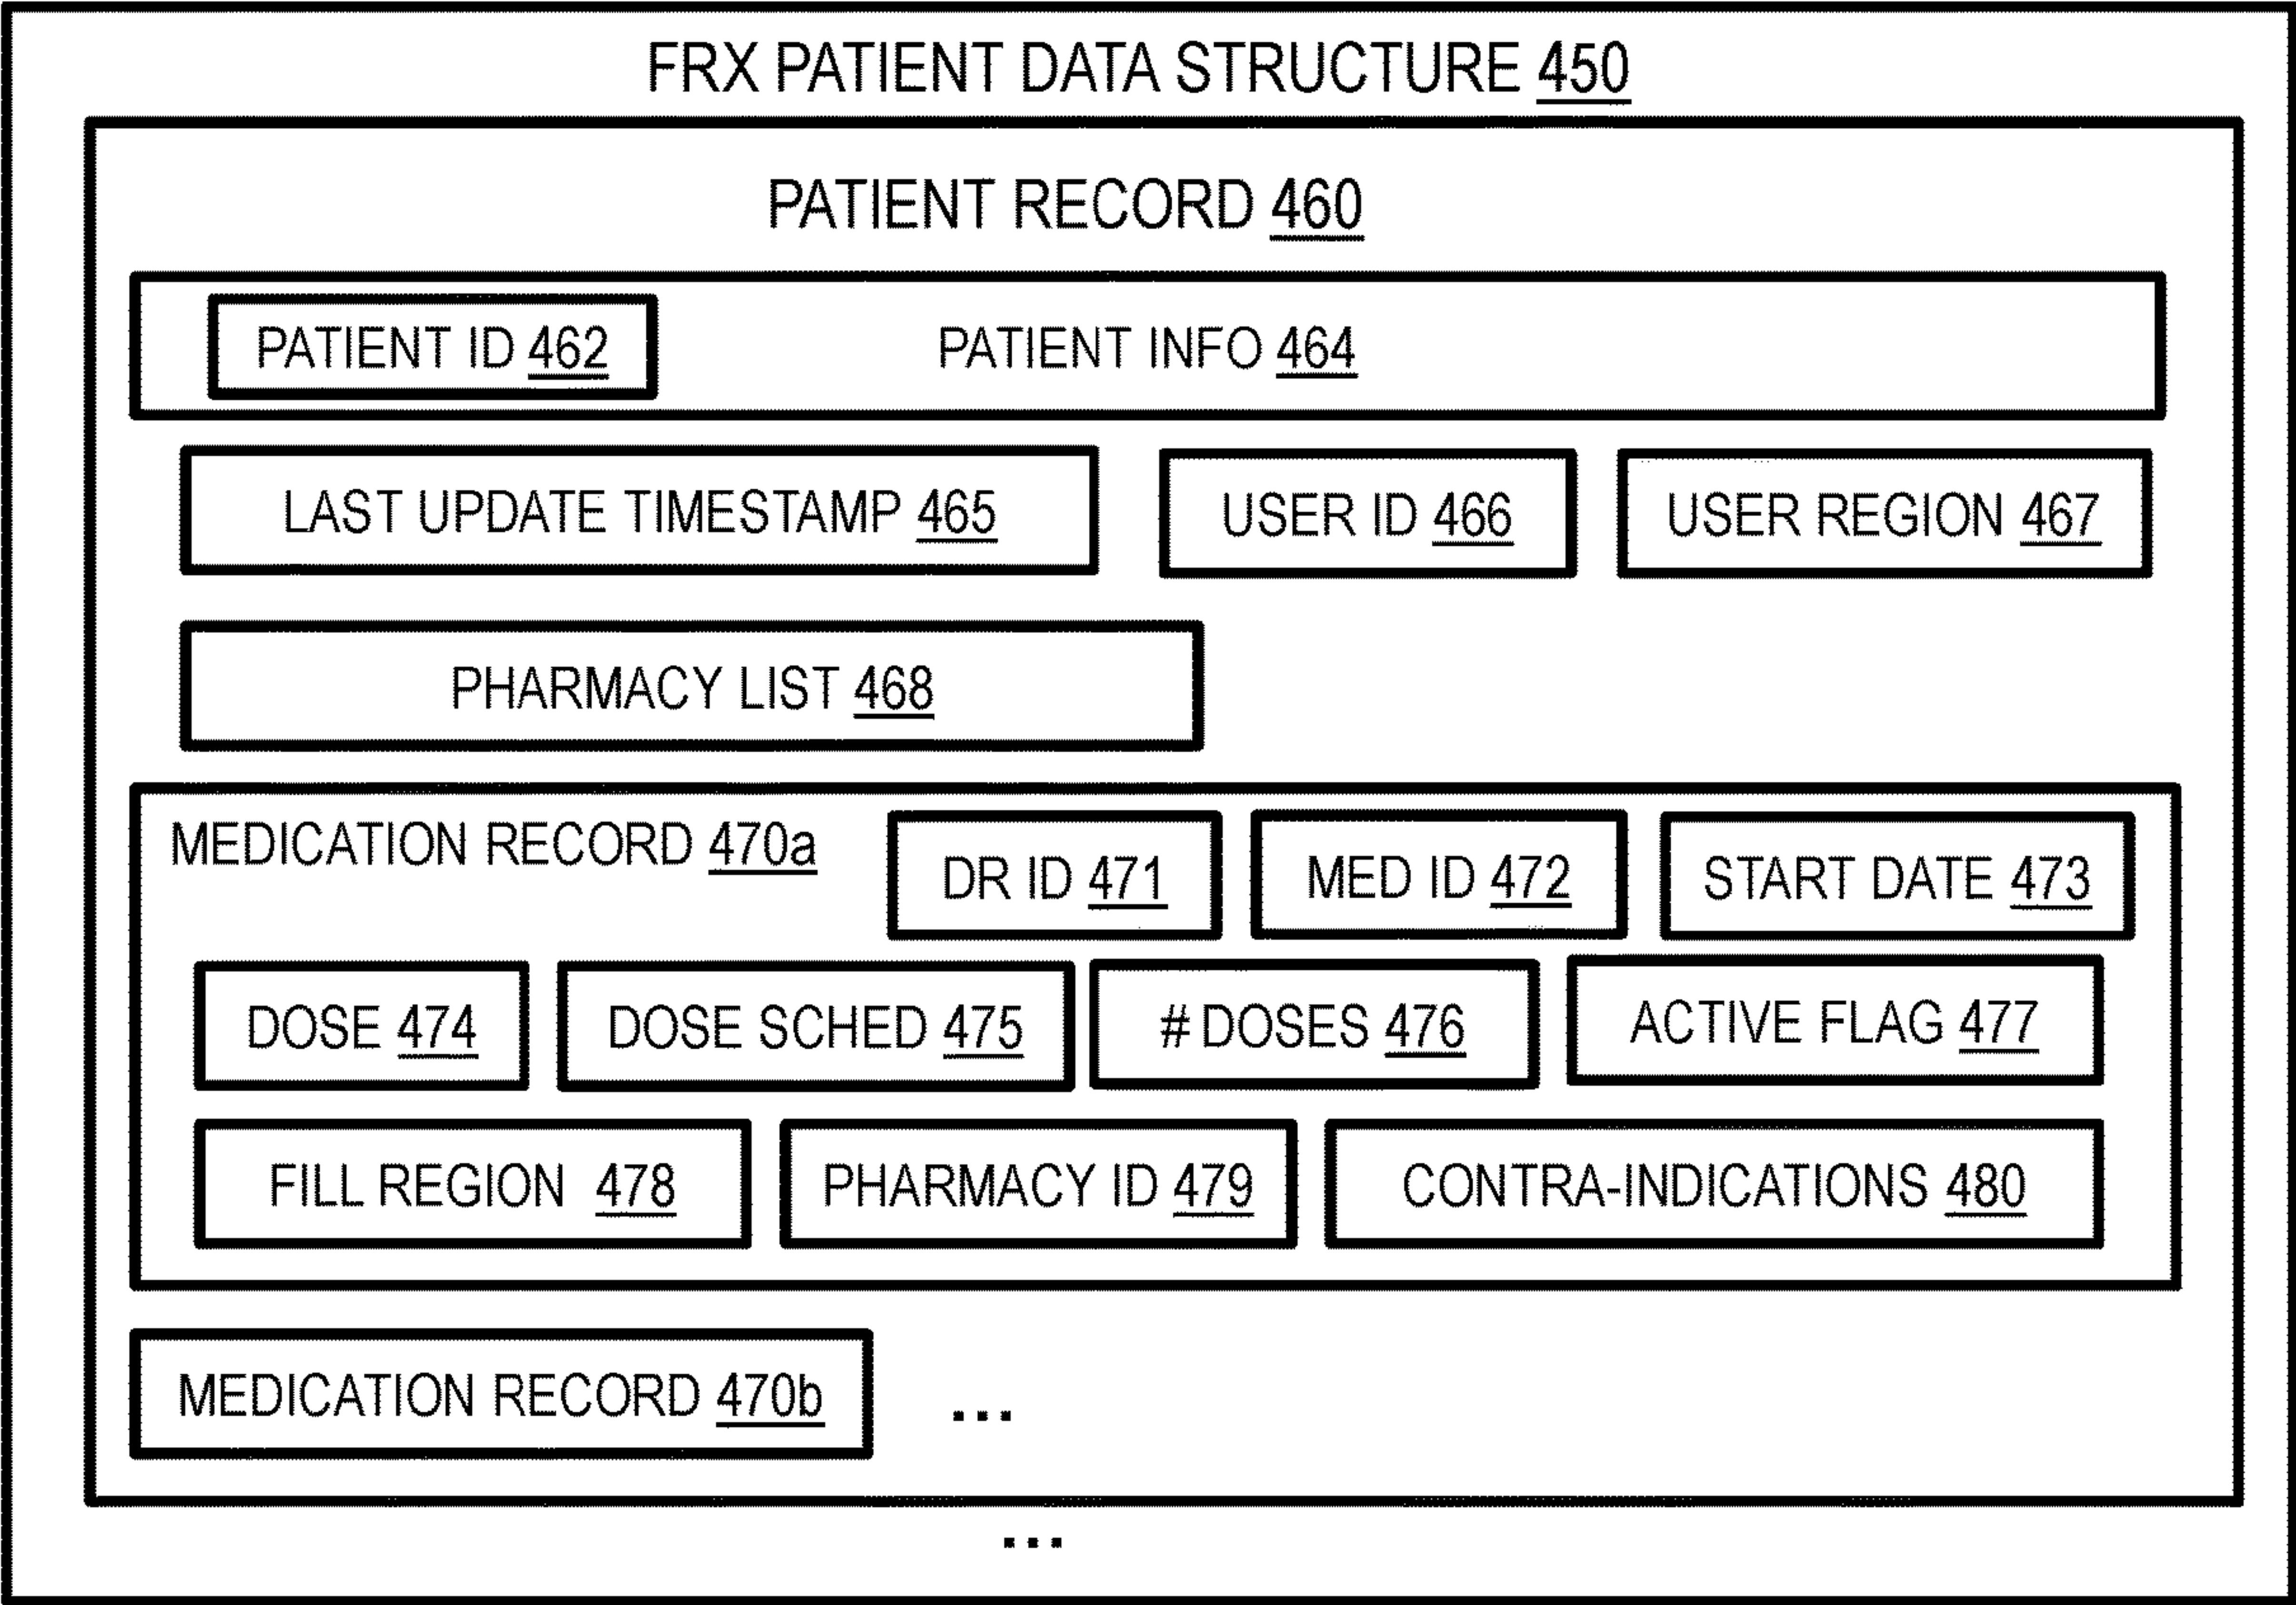 FRX PATIENT DATA STRUCTURE 450
PATIENT RECORD 460
PATIENT ID 462 PATIENT INFO 464
LAST UPDATE TIMESTAMP 465 USER ID 466 USER REGION 467
PHARMACY LIST 468
MEDICATION RECORD 470a DR ID 471 MED ID 472 START DATE 473
DOSE 474 DOSE SCHED 475 # DOSES 476 ACTIVE FLAG 477
FILL REGION 478 PHARMACY ID 479 CONTRA-INDICATIONS 480
MEDICATION RECORD 470b ...
...